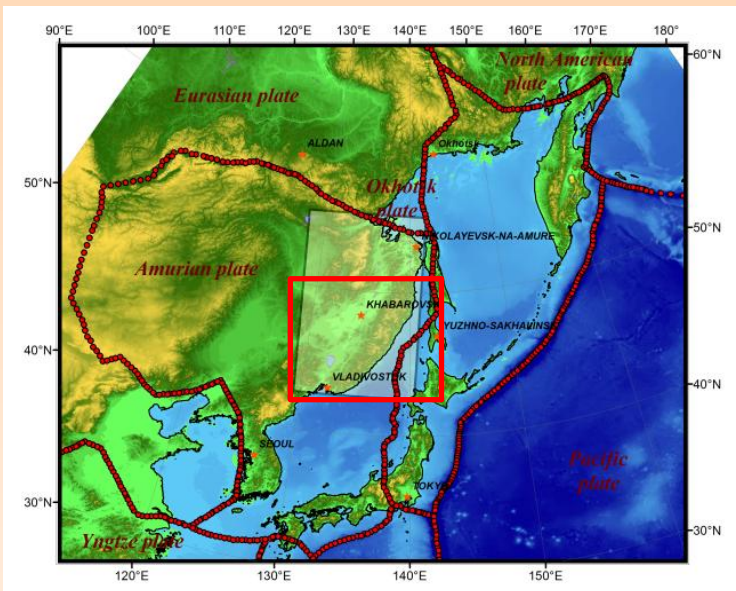 90°E 100°E 110°E 120°E 130°E 140°E 150°E 160°E 170°E 180°
60°N
North American
plate
Eurasian plate
ALDAN
Okhotsk
50°N
Okhotsk
plate
50°N
NIKOLAYEVSK-NA-AMURE
Amurian plate
KHABAROVSK
YUZHNO-SAKHALINSK
40°N
VLADIVOSTOK
40°N
SEOUL
Pacific
plate
TOKYO
30°N
30°N
Yngtze plate
120°E 130°E 140°E 150°E